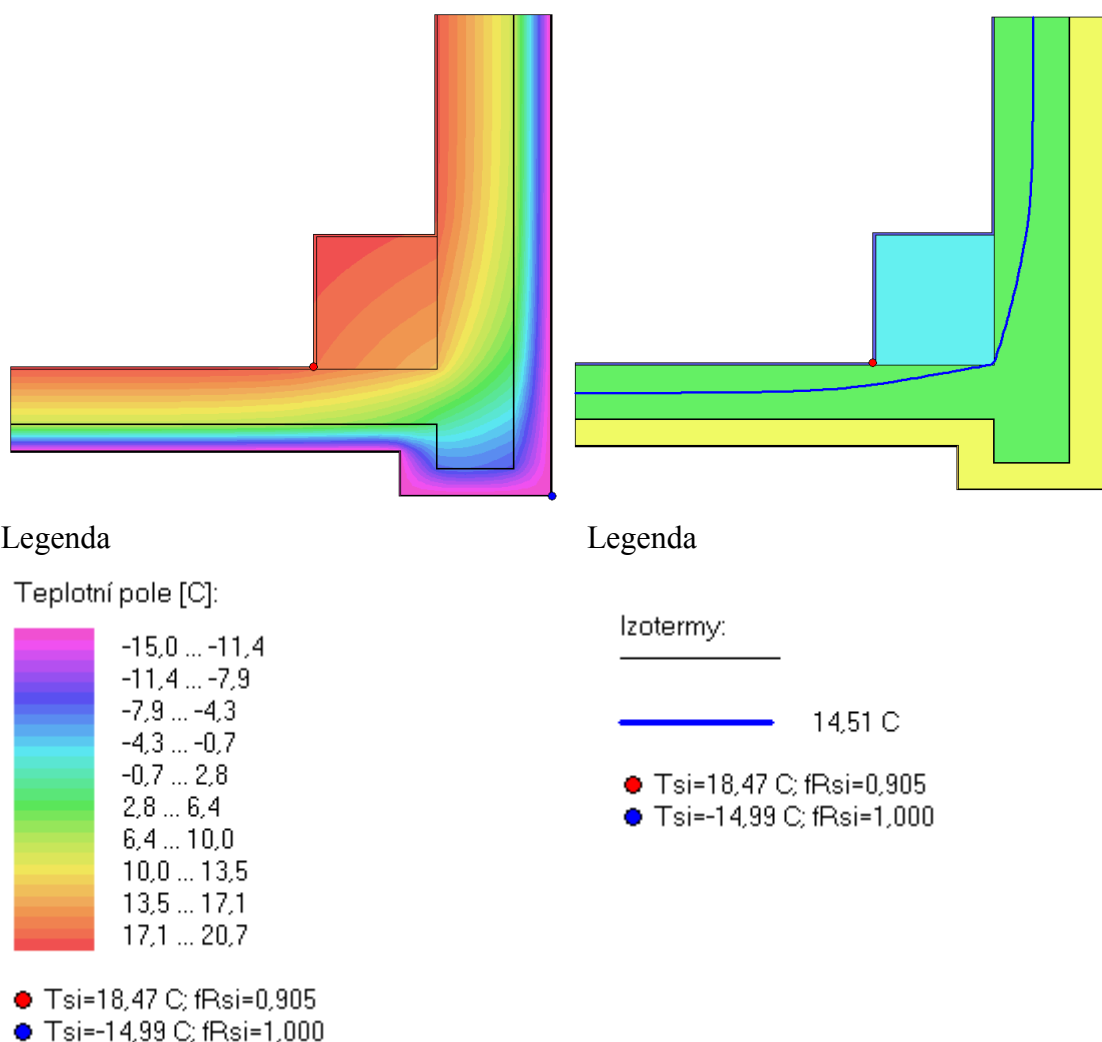 Legenda
Teplotní pole [C]:
-15,0 ... -11,4
-11,4 ... -7,9
-7,9 ... -4,3
-4,3 ... -0,7
-0,7 ... 2,8
2,8 ... 6,4
6,4 ... 10,0
10,0 ... 13,5
13,5 ... 17,1
17,1 ... 20,7
Tsi=18,47 C; fRsi=0,905
Tsi=-14,99 C; fRsi=1,000
Legenda
Izotermy:
14,51 C
Tsi=18,47 C; fRsi=0,905
Tsi=-14,99 C; fRsi=1,000